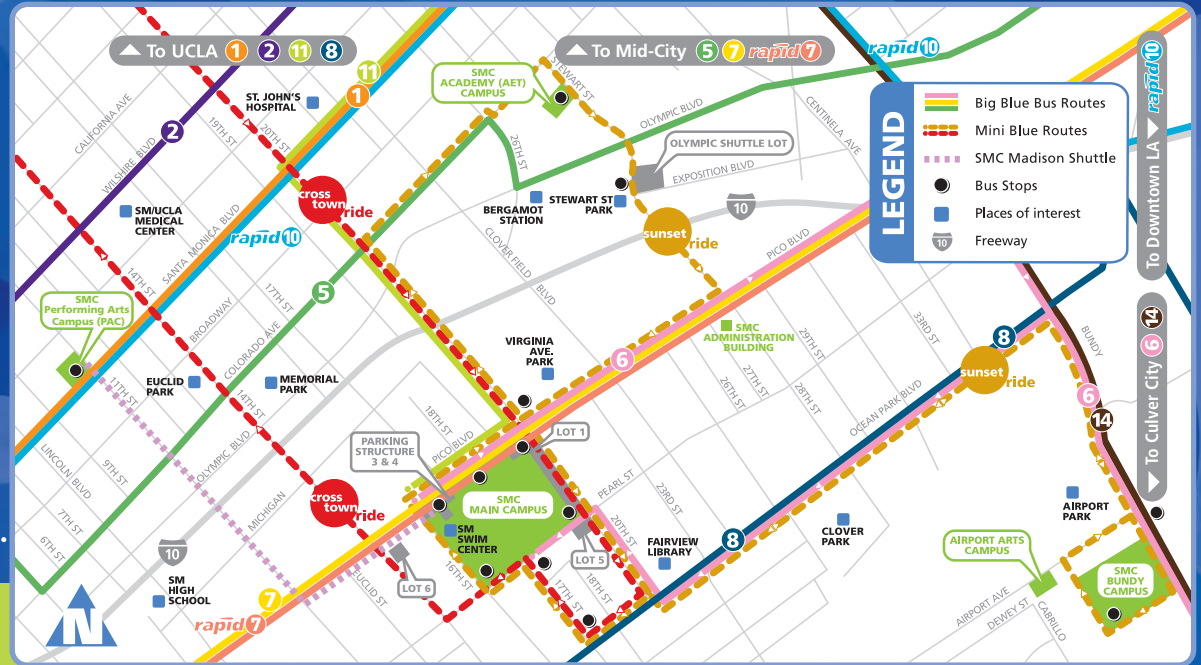 To UCLA 1 2 11 8
To Mid-City 5 7 rapid 7
rapid 10
To Downtown LA rapid 10
To Culver City 6 14
LEGEND
Big Blue Bus Routes
Mini Blue Routes
SMC Madison Shuttle
Bus Stops
Places of interest
10 Freeway
CALIFORNIA AVE
WILSHIRE BLVD
2
19TH ST
20TH ST
ST. JOHN'S
HOSPITAL
11
1
SMC
ACADEMY (AET)
CAMPUS
STEWART ST
OLYMPIC BLVD
CENTINELA AVE
26TH ST
OLYMPIC SHUTTLE LOT
EXPOSITION BLVD
cross
town
ride
SM/UCLA
MEDICAL
CENTER
SANTA MONICA BLVD
rapid 10
BERGAMOT
STATION
STEWART ST
PARK
10
sunset
ride
PICO BLVD
14TH ST
CLOVER FIELD BLVD
SMC
Performing Arts
Campus (PAC)
BROADWAY
17TH ST
5
COLORADO AVE
11TH ST
EUCLID
PARK
MEMORIAL
PARK
14TH ST
VIRGINIA
AVE.
PARK
6
SMC
ADMINISTRATION
BUILDING
29TH ST
33RD ST
26TH ST
27TH ST
28TH ST
8
sunset
ride
BUNDY
6
14
OCEAN PARK BLVD
18TH ST
PICO BLVD
LOT 1
PARKING
STRUCTURE
3 & 4
LINCOLN BLVD
9TH ST
7TH ST
6TH ST
OLYMPIC BLVD
MICHIGAN
cross
town
ride
SMC
MAIN CAMPUS
PEARL ST
23RD ST
20TH ST
SM
SWIM
CENTER
LOT 5
FAIRVIEW
LIBRARY
8
CLOVER
PARK
AIRPORT
PARK
AIRPORT ARTS
CAMPUS
SMC
BUNDY
CAMPUS
10
SM
HIGH
SCHOOL
EUCLID ST
LOT 6
16TH ST
17TH ST
18TH ST
7
rapid 7
AIRPORT AVE
DEWEY ST
CABRILLO
N